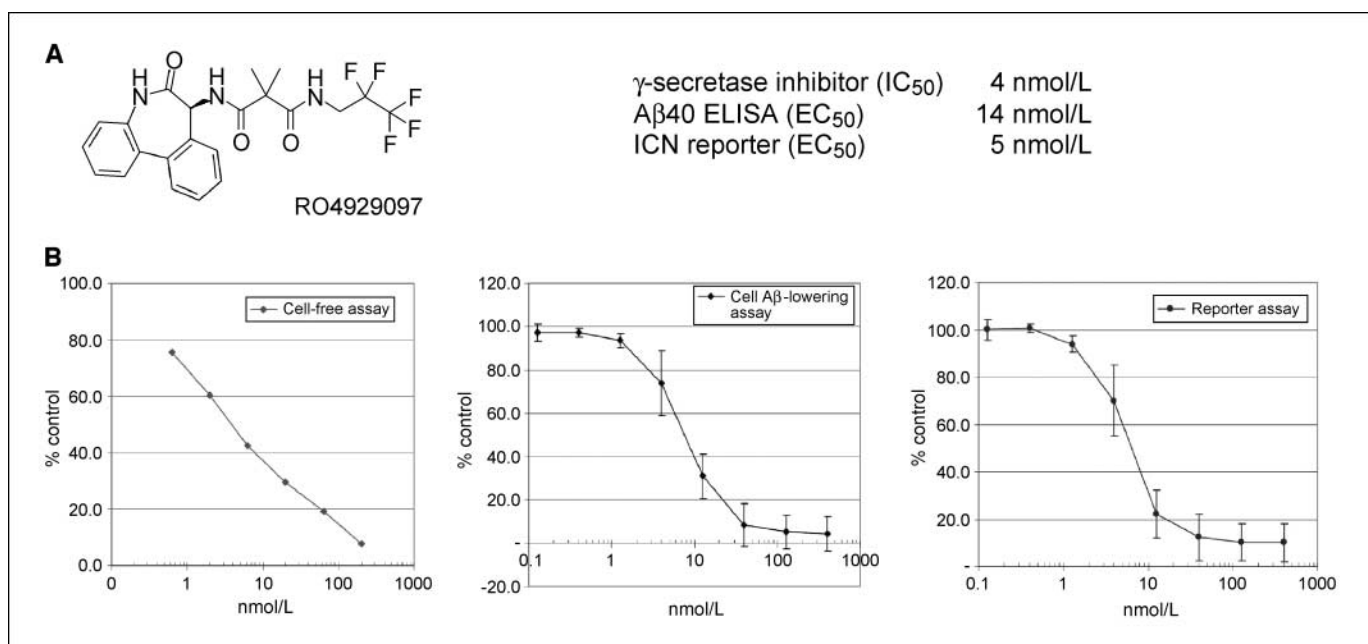 A
H
N
O
H
N
O
O
H
N
F
F
F
F
F
RO4929097
γ-secretase inhibitor (IC50) 4 nmol/L
Aβ40 ELISA (EC50) 14 nmol/L
ICN reporter (EC50) 5 nmol/L
B
100.0
80.0
60.0
40.0
20.0
0.0
% control
Cell-free assay
0 1 10 100 1000
nmol/L
120.0
100.0
80.0
60.0
40.0
20.0
-
-20.0
% control
Cell Aβ-lowering
assay
0.1 1 10 100 1000
nmol/L
120.0
100.0
80.0
60.0
40.0
20.0
-
% control
Reporter assay
0.1 1 10 100 1000
nmol/L